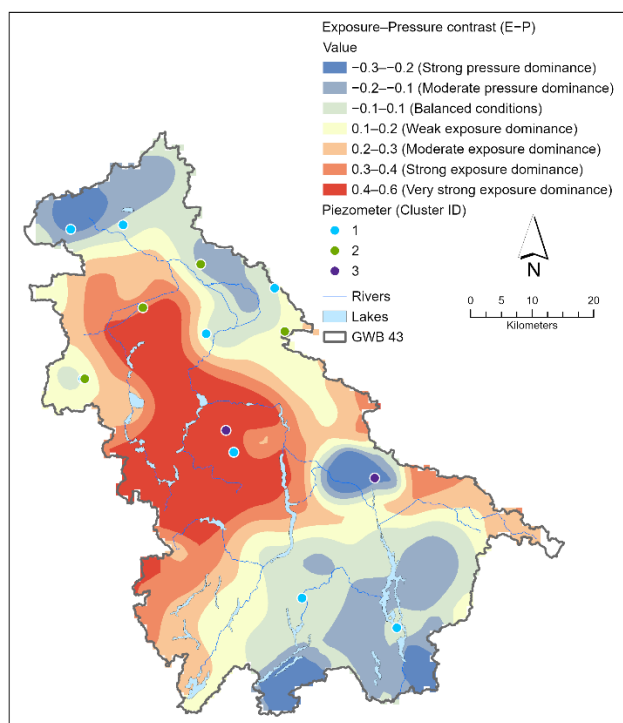 Exposure–Pressure contrast (E–P)
Value
−0.3–−0.2 (Strong pressure dominance)
−0.2–−0.1 (Moderate pressure dominance)
−0.1–0.1 (Balanced conditions)
0.1–0.2 (Weak exposure dominance)
0.2–0.3 (Moderate exposure dominance)
0.3–0.4 (Strong exposure dominance)
0.4–0.6 (Very strong exposure dominance)
Piezometer (Cluster ID)
1
2
3
Rivers
Lakes
GWB 43
N
0 5 10 20
Kilometers